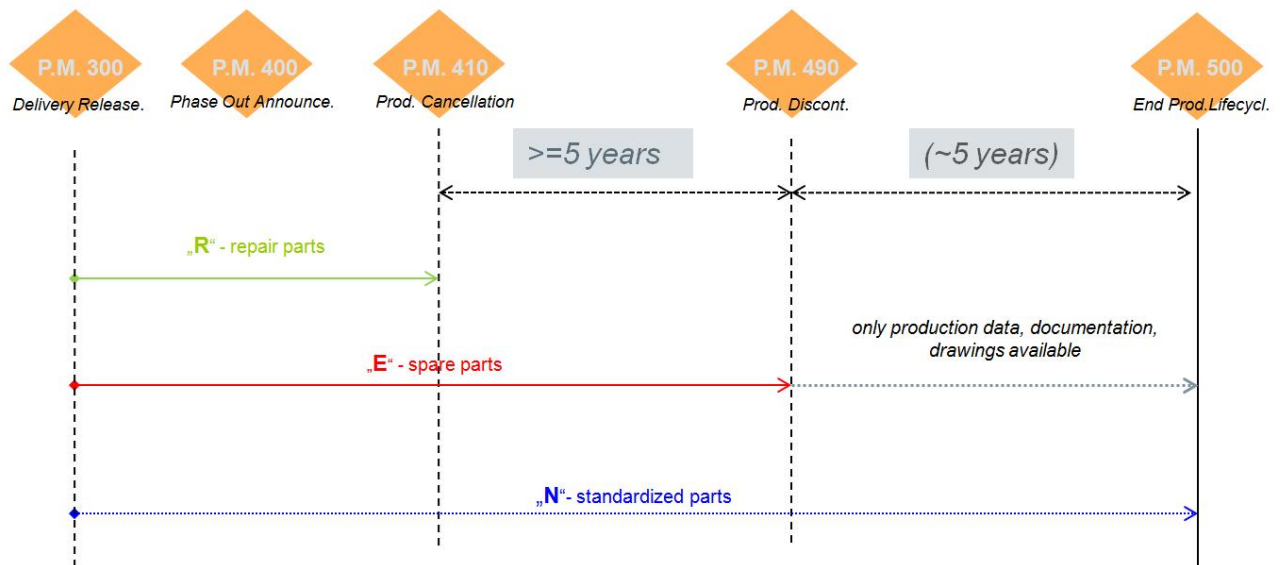 P.M. 300
P.M. 400
P.M. 410
P.M. 490
P.M. 500
Delivery Release.
Phase Out Announce.
Prod. Cancellation
Prod. Discont.
End Prod.Lifecycl.
>=5 years
(~5 years)
„R“ - repair parts
only production data, documentation,
drawings available
„E“ - spare parts
„N“- standardized parts